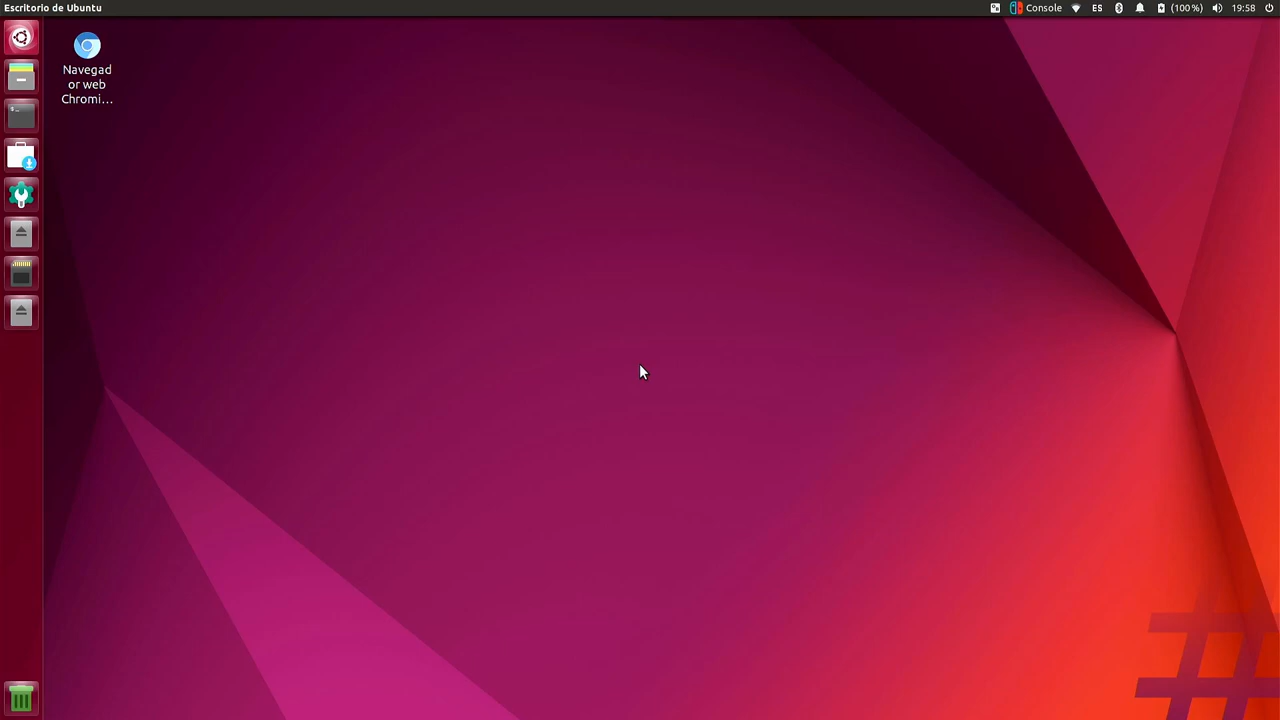 Escritorio de Ubuntu
Console ES (100%) 19:58
Navegad
or web
Chromi…
#